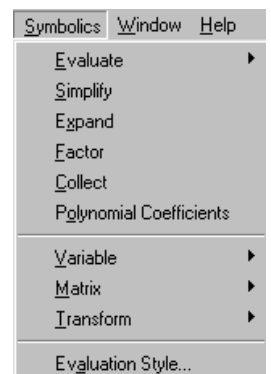 Symbolics Window Help
Evaluate
Simplify
Expand
Factor
Collect
Polynomial Coefficients
Variable
Matrix
Transform
Evaluation Style...